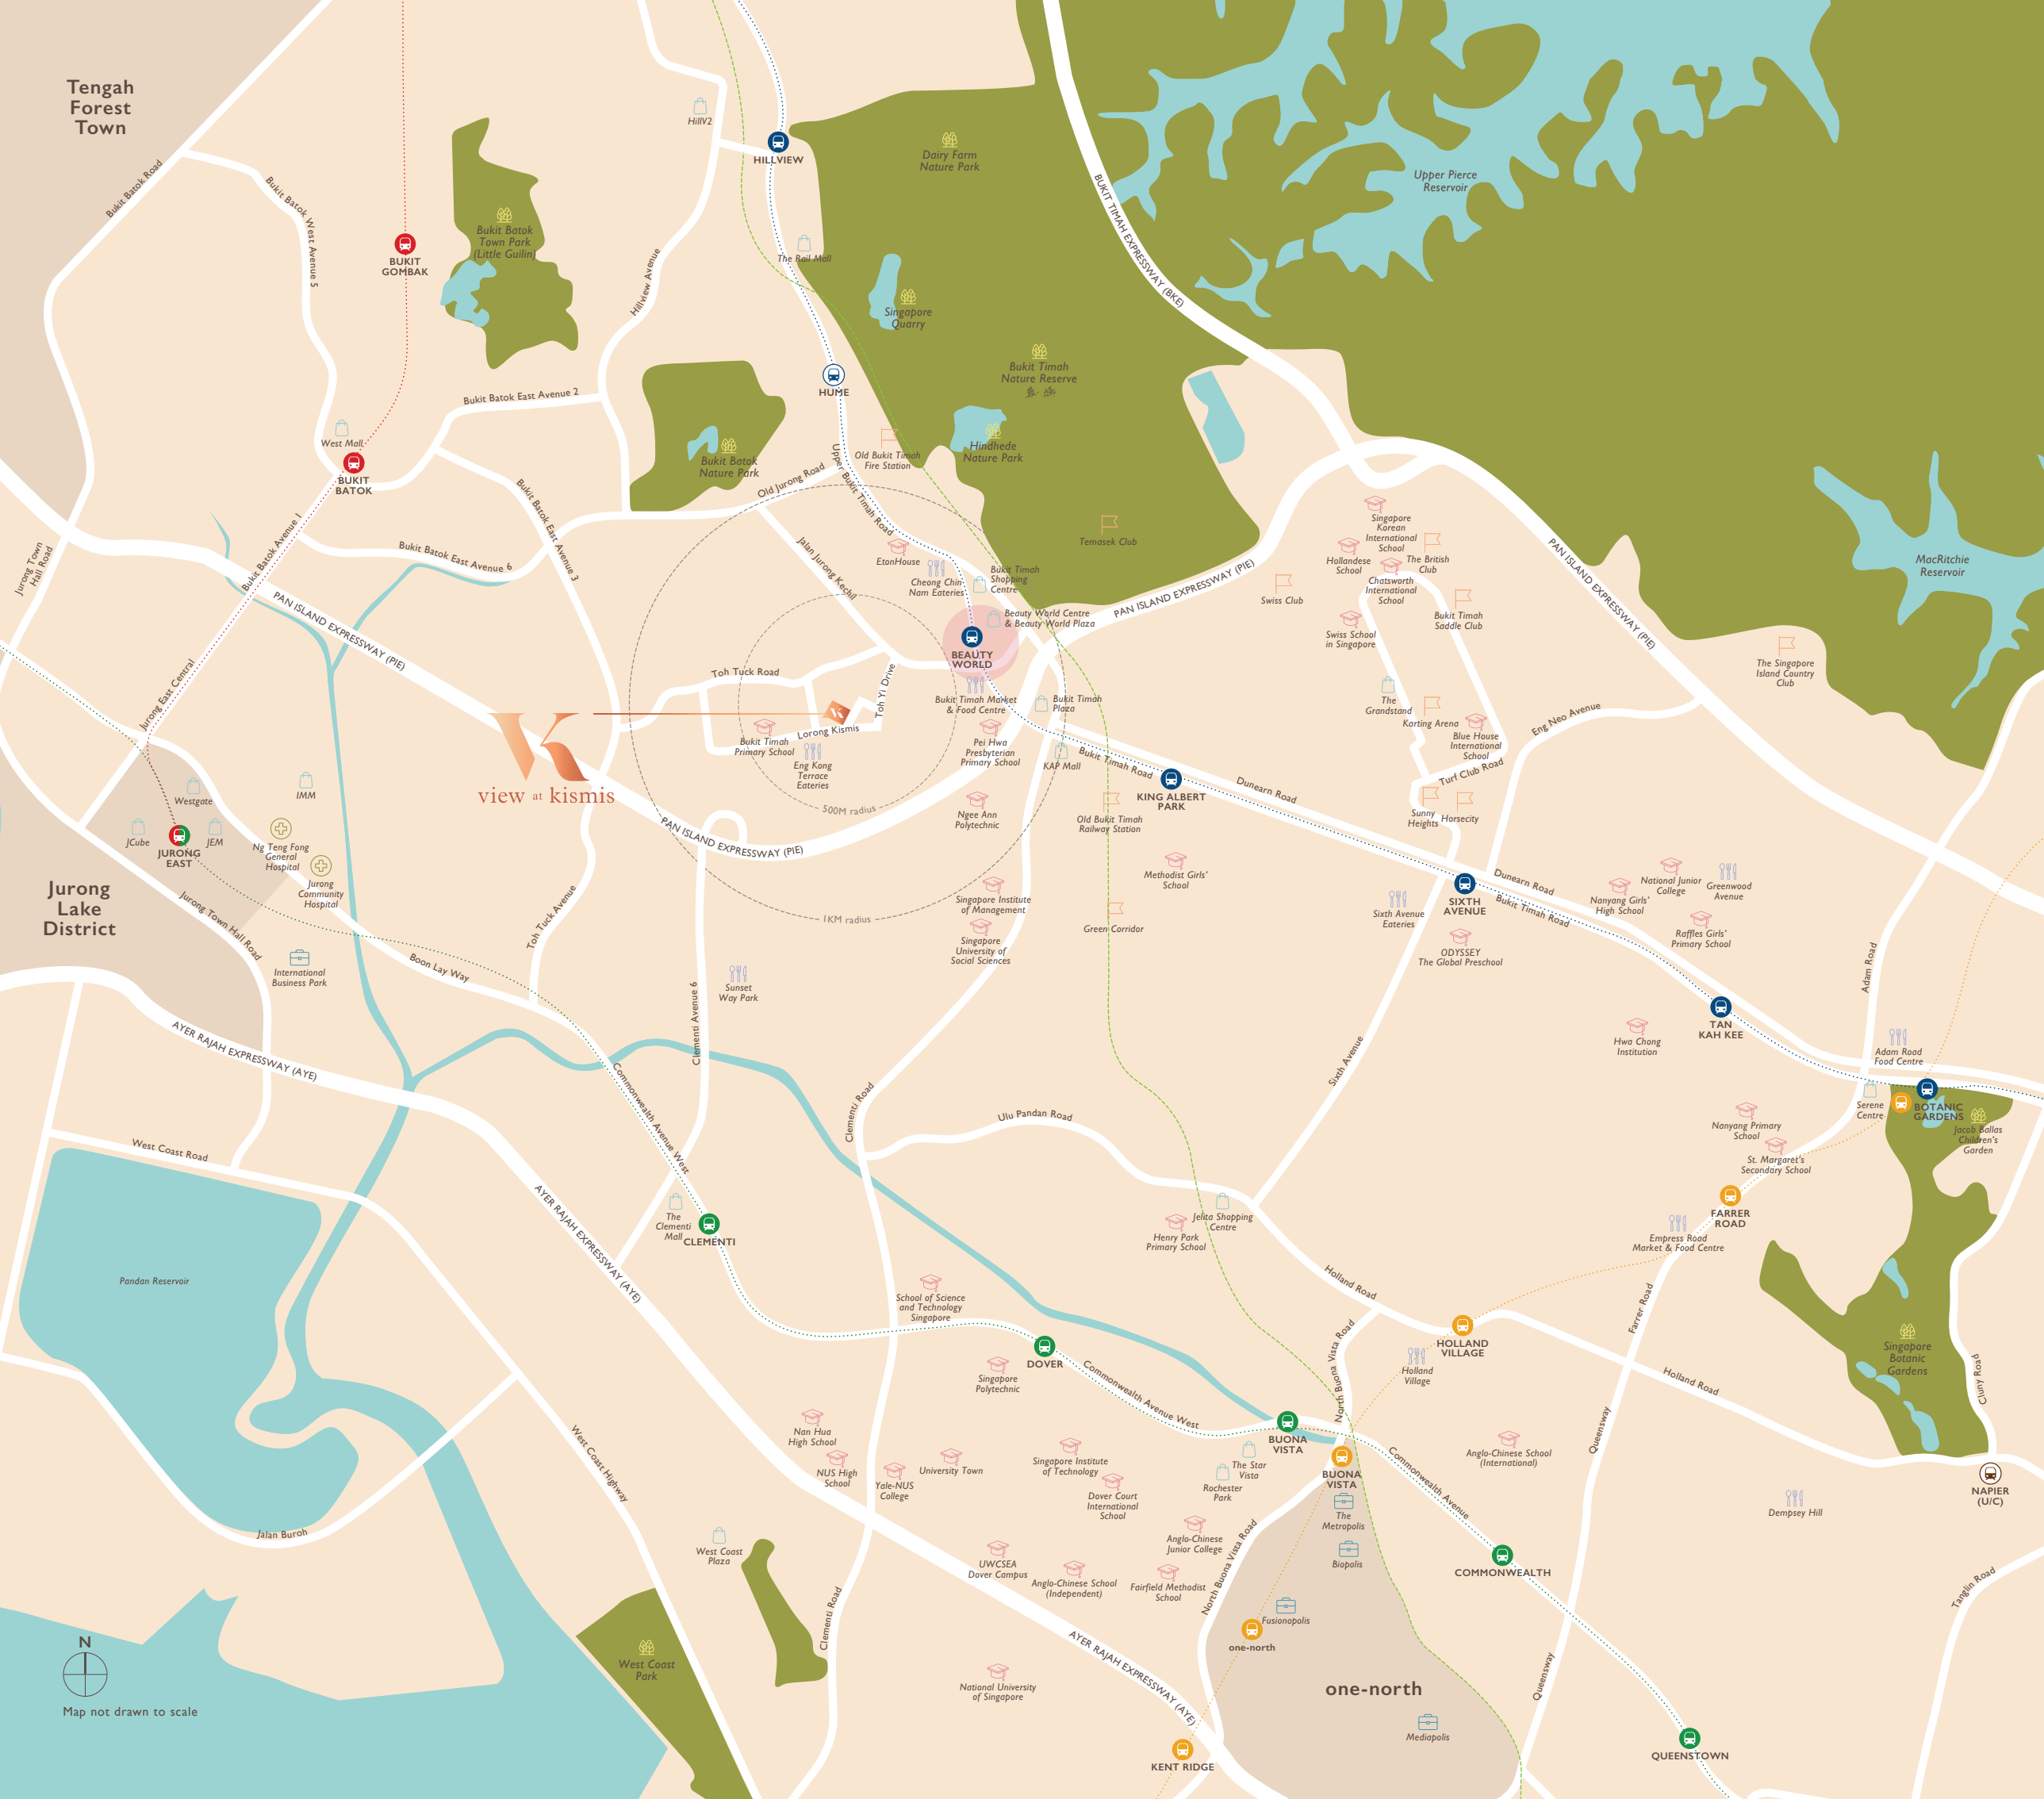 Tengah
Forest
Town
Bukit Batok Road
Bukit Batok West Avenue 5
BUKIT
GOMBAK
Bukit Batok
Town Park
(Little Guilin)
HillV2
HILLVIEW
Hillview Avenue
The Rail Mall
Dairy Farm
Nature Park
Singapore
Quarry
Bukit Timah
Nature Reserve
BUKIT TIMAH EXPRESSWAY (BKE)
Upper Pierce
Reservoir
HUME
Bukit Batok East Avenue 2
West Mall
BUKIT
BATOK
Bukit Batok
Nature Park
Old Jurong Road
Upper Bukit Timah Road
Old Bukit Timah
Fire Station
Hindhede
Nature Park
Bukit Batok East Avenue 3
Bukit Batok East Avenue 6
Bukit Batok Avenue 1
Jurong Town
Hall Road
PAN ISLAND EXPRESSWAY (PIE)
Jalan Jurong Kechil
EtonHouse
Cheong Chin
Nam Eateries
Bukit Timah
Shopping
Centre
Temasek Club
Beauty World Centre
& Beauty World Plaza
BEAUTY
WORLD
PAN ISLAND EXPRESSWAY (PIE)
Swiss Club
Singapore
Korean
International
School
Hollandese
School
The British
Club
Chatsworth
International
School
Swiss School
in Singapore
Bukit Timah
Saddle Club
PAN ISLAND EXPRESSWAY (PIE)
MacRitchie
Reservoir
The Singapore
Island Country
Club
Jurong East Central
Toh Tuck Road
Toh Yi Drive
Lorong Kismis
Bukit Timah
Primary School
Eng Kong
Terrace
Eateries
Bukit Timah Market
& Food Centre
Bukit Timah
Plaza
Pei Hwa
Presbyterian
Primary School
KAP Mall
Bukit Timah Road
The
Grandstand
Karting Arena
Blue House
International
School
Eng Neo Avenue
Turf Club Road
VK
view at kismis
500M radius
1KM radius
PAN ISLAND EXPRESSWAY (PIE)
Ngee Ann
Polytechnic
KING ALBERT
PARK
Dunearn Road
Old Bukit Timah
Railway Station
Sunny
Heights
Horsecity
Westgate
IMM
JCube
JURONG
EAST
JEM
Ng Teng Fong
General
Hospital
Jurong
Community
Hospital
Jurong
Lake
District
Jurong Town Hall Road
International
Business Park
Boon Lay Way
Toh Tuck Avenue
Methodist Girls'
School
Singapore Institute
of Management
Singapore
University of
Social Sciences
Green Corridor
Sixth Avenue
Eateries
SIXTH
AVENUE
ODYSSEY
The Global Preschool
Dunearn Road
Bukit Timah Road
Nanyang Girls'
High School
National Junior
College
Greenwood
Avenue
Raffles Girls'
Primary School
Adam Road
Sunset
Way Park
Clementi Avenue 6
AYER RAJAH EXPRESSWAY (AYE)
TAN
KAH KEE
Hwa Chong
Institution
Adam Road
Food Centre
Serene
Centre
BOTANIC
GARDENS
Jacob Ballas
Children's
Garden
Commonwealth Avenue West
Clementi Road
Ulu Pandan Road
Sixth Avenue
Nanyang Primary
School
St. Margaret's
Secondary School
West Coast Road
AYER RAJAH EXPRESSWAY (AYE)
The
Clementi
Mall
CLEMENTI
Henry Park
Primary School
Jelita Shopping
Centre
FARRER
ROAD
Empress Road
Market & Food Centre
Pandan Reservoir
School of Science
and Technology
Singapore
Holland Road
Farrer Road
HOLLAND
VILLAGE
Holland
Village
North Buona Vista Road
Singapore
Botanic
Gardens
Cluny Road
Holland Road
DOVER
Singapore
Polytechnic
Commonwealth Avenue West
Nan Hua
High School
NUS High
School
Yale-NUS
College
University Town
Singapore Institute
of Technology
Dover Court
International
School
BUONA
VISTA
The Star
Vista
Rochester
Park
BUONA
VISTA
The
Metropolis
Commonwealth Avenue
Anglo-Chinese School
(International)
Queensway
NAPIER
(U/C)
Dempsey Hill
West Coast Highway
Jalan Buroh
West Coast
Plaza
UWCSEA
Dover Campus
Anglo-Chinese School
(Independent)
Anglo-Chinese
Junior College
Fairfield Methodist
School
North Buona Vista Road
Biopolis
COMMONWEALTH
Tanglin Road
Fusionopolis
one-north
Clementi Road
N
Map not drawn to scale
West Coast
Park
National University
of Singapore
AYER RAJAH EXPRESSWAY (AYE)
one-north
Mediapolis
Queensway
KENT RIDGE
QUEENSTOWN